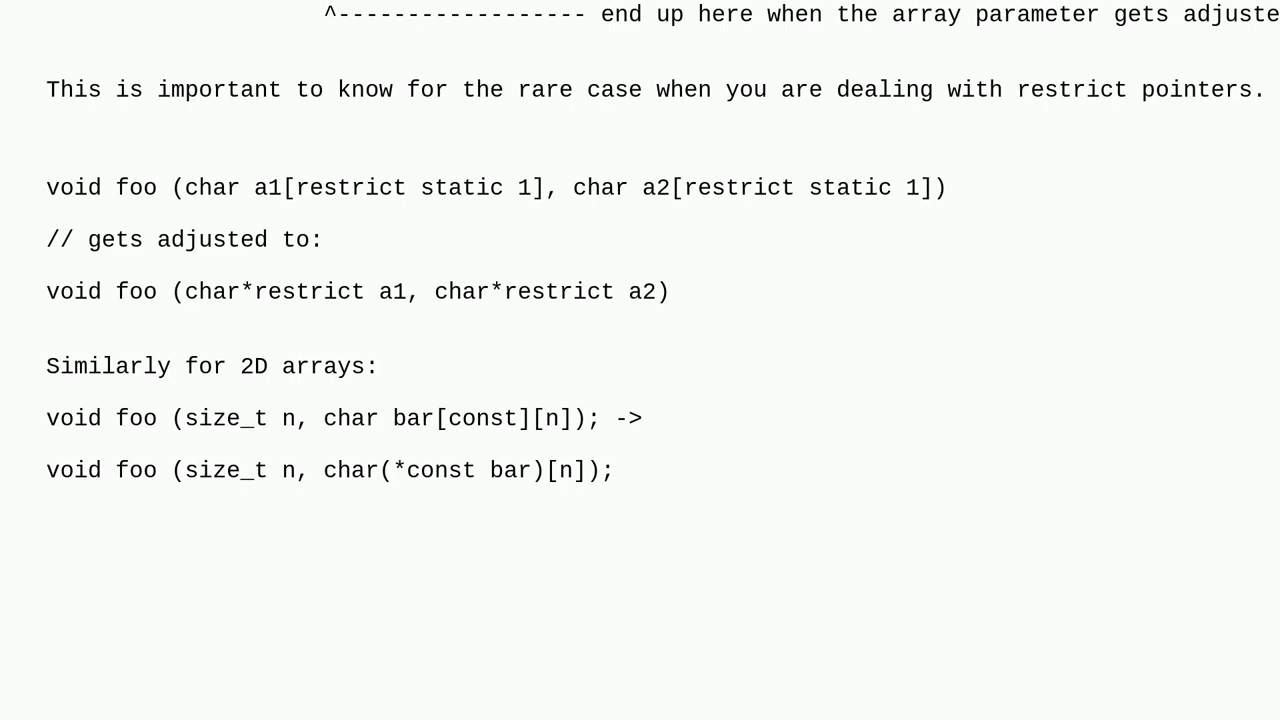 ^------------------ end up here when the array parameter gets adjuste
This is important to know for the rare case when you are dealing with restrict pointers.
void foo (char a1[restrict static 1], char a2[restrict static 1])
// gets adjusted to:
void foo (char*restrict a1, char*restrict a2)
Similarly for 2D arrays:
void foo (size_t n, char bar[const][n]); ->
void foo (size_t n, char(*const bar)[n]);